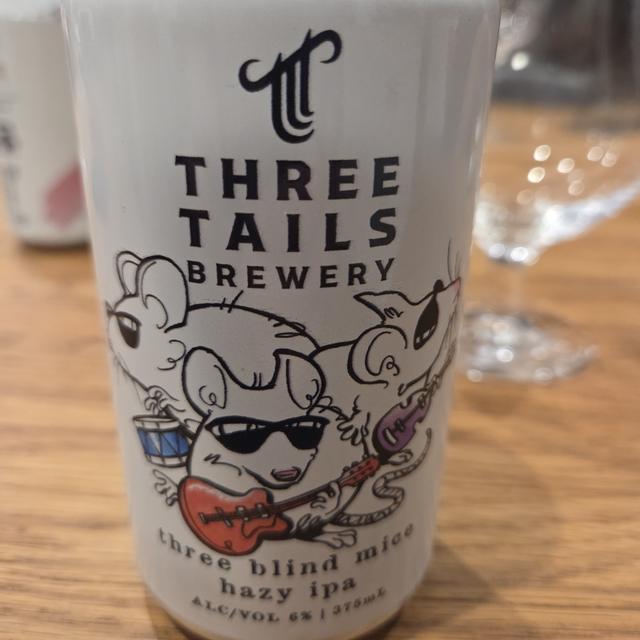 THREE
TAILS
BREWERY
three blind mice
hazy ipa
ALC/VOL 6% | 375mL